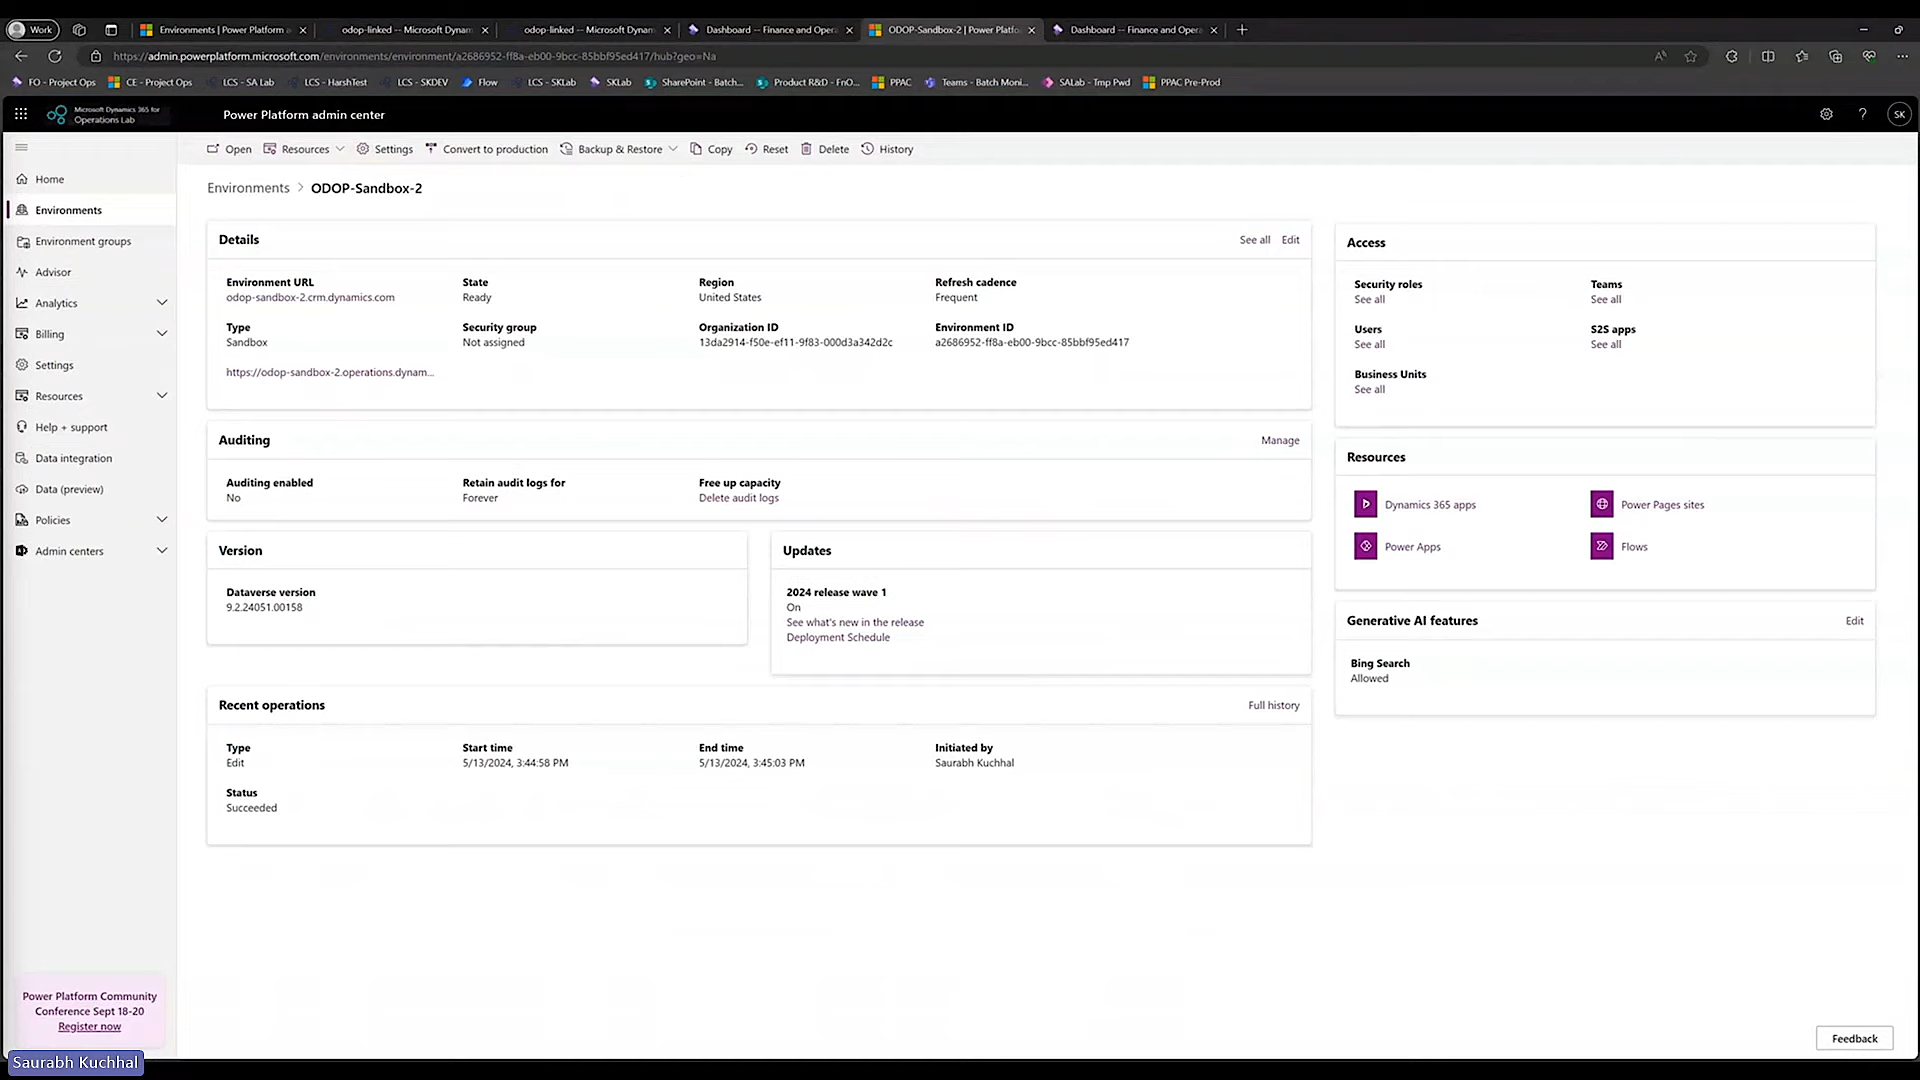 Work
Environments | Power Platform a
odop-linked -- Microsoft Dynam
odop-linked -- Microsoft Dynam
Dashboard -- Finance and Opera
ODOP-Sandbox-2 | Power Platfo
Dashboard -- Finance and Opera
https://admin.powerplatform.microsoft.com/environments/environment/a2686952-ff8a-eb00-9bcc-85bbf95ed417/hub?geo=Na
FO - Project Ops
CE - Project Ops
LCS - SA Lab
LCS - HarshTest
LCS - SKDEV
Flow
LCS - SKLab
SKLab
SharePoint - Batch...
Product R&D - FnO...
PPAC
Teams - Batch Moni...
SALab - Tmp Pwd
PPAC Pre-Prod
Microsoft Dynamics 365 for
Operations Lab
Power Platform admin center
SK
Open
Resources
Settings
Convert to production
Backup & Restore
Copy
Reset
Delete
History
Home
Environments
Environment groups
Advisor
Analytics
Billing
Settings
Resources
Help + support
Data integration
Data (preview)
Policies
Admin centers
Environments > ODOP-Sandbox-2
Details
See all
Edit
Environment URL
odop-sandbox-2.crm.dynamics.com
State
Ready
Region
United States
Refresh cadence
Frequent
Type
Sandbox
Security group
Not assigned
Organization ID
13da2914-f50e-ef11-9f83-000d3a342d2c
Environment ID
a2686952-ff8a-eb00-9bcc-85bbf95ed417
https://odop-sandbox-2.operations.dynam...
Auditing
Manage
Auditing enabled
No
Retain audit logs for
Forever
Free up capacity
Delete audit logs
Version
Dataverse version
9.2.24051.00158
Updates
2024 release wave 1
On
See what's new in the release
Deployment Schedule
Recent operations
Full history
Type
Edit
Start time
5/13/2024, 3:44:58 PM
End time
5/13/2024, 3:45:03 PM
Initiated by
Saurabh Kuchhal
Status
Succeeded
Access
Security roles
See all
Teams
See all
Users
See all
S2S apps
See all
Business Units
See all
Resources
Dynamics 365 apps
Power Pages sites
Power Apps
Flows
Generative AI features
Edit
Bing Search
Allowed
Power Platform Community
Conference Sept 18-20
Register now
Saurabh Kuchhal
Feedback